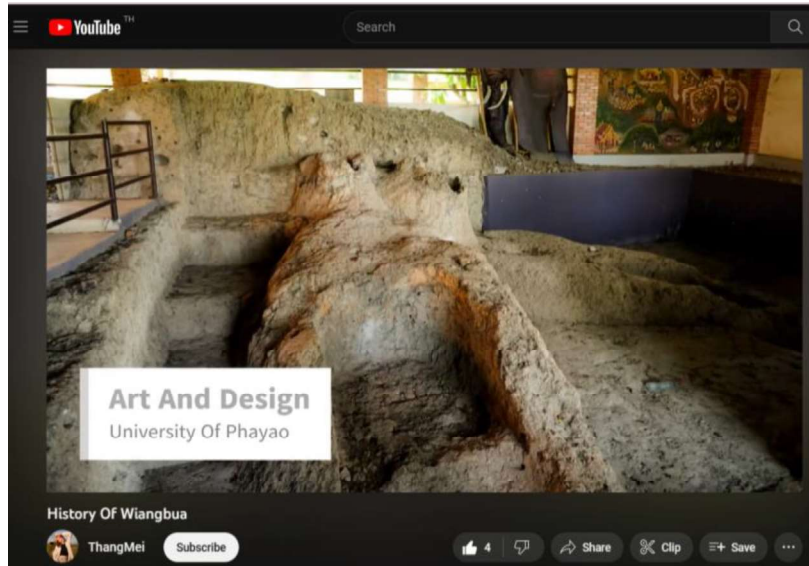 YouTube TH
Search
Art And Design
University Of Phayao
History Of Wiangbua
ThangMei
Subscribe
4
Share
Clip
Save